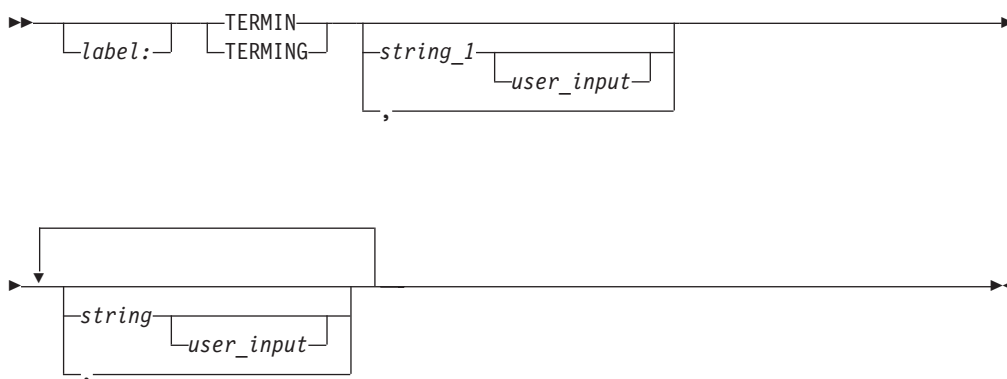 TERMIN
label: TERMING string_1
user_input
,
string
user_input
,